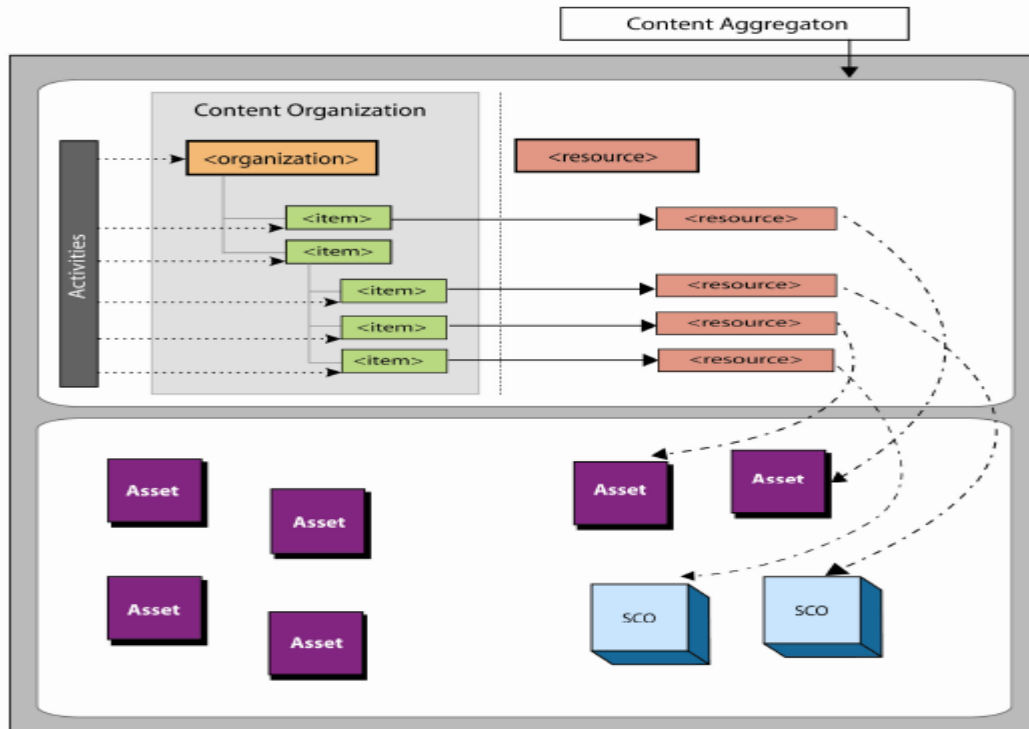 Content Aggregaton
Content Organization
<organization>
<resource>
<item>
<resource>
<item>
<item>
<resource>
<item>
<resource>
<item>
<resource>
Activities
Asset
Asset
Asset
Asset
Asset
Asset
SCO
SCO